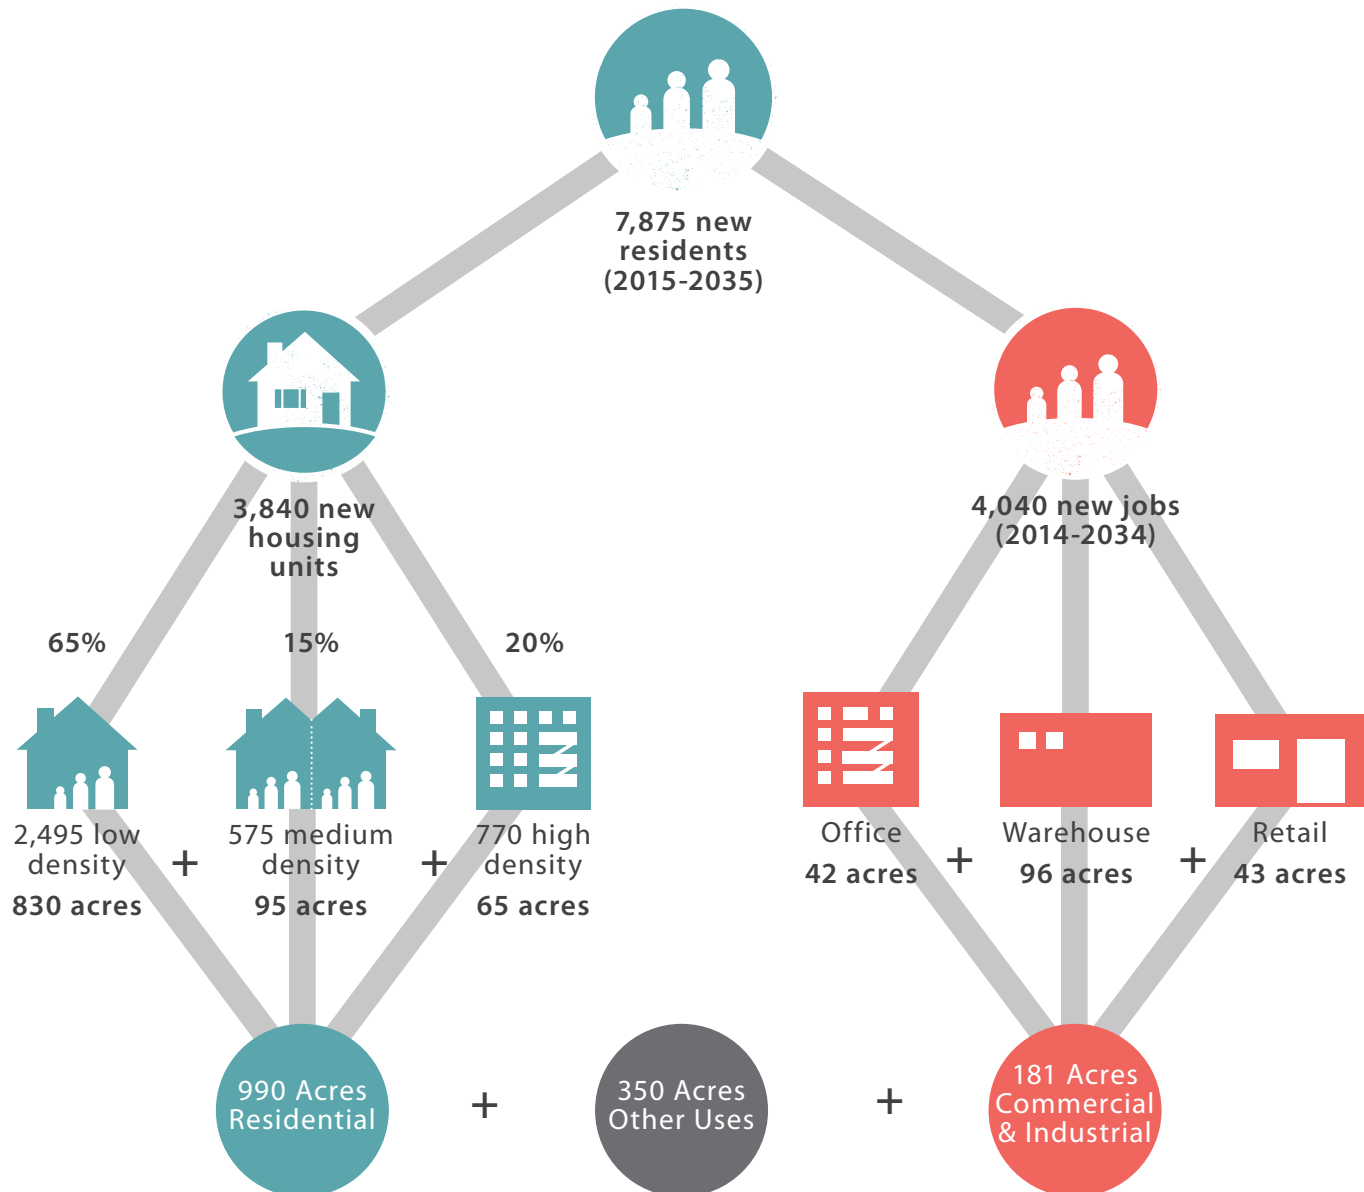 7,875 new
residents
(2015-2035)
3,840 new
housing
units
4,040 new jobs
(2014-2034)
65%
15%
20%
2,495 low
density
830 acres
+
575 medium
density
95 acres
+
770 high
density
65 acres
Office
42 acres
+
Warehouse
96 acres
+
Retail
43 acres
990 Acres
Residential
+
350 Acres
Other Uses
+
181 Acres
Commercial
& Industrial